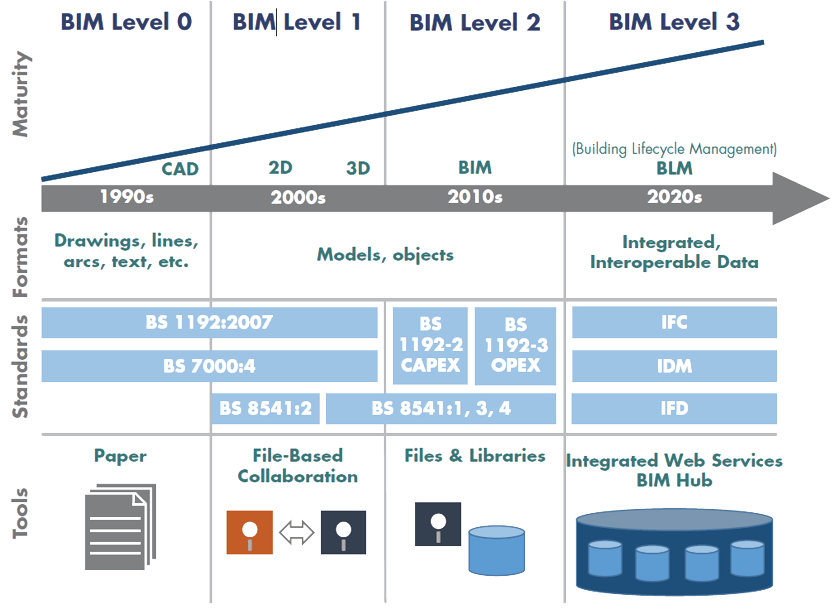 BIM Level 0
BIM Level 1
BIM Level 2
BIM Level 3
Maturity
(Building Lifecycle Management)
CAD
2D
3D
BIM
BLM
1990s
2000s
2010s
2020s
Formats
Drawings, lines,
arcs, text, etc.
Models, objects
Integrated,
Interoperable Data
Standards
BS 1192:2007
BS
1192-2
CAPEX
BS
1192-3
OPEX
IFC
BS 7000:4
IDM
BS 8541:2
BS 8541:1, 3, 4
IFD
Tools
Paper
File-Based
Collaboration
Files & Libraries
Integrated Web Services
BIM Hub